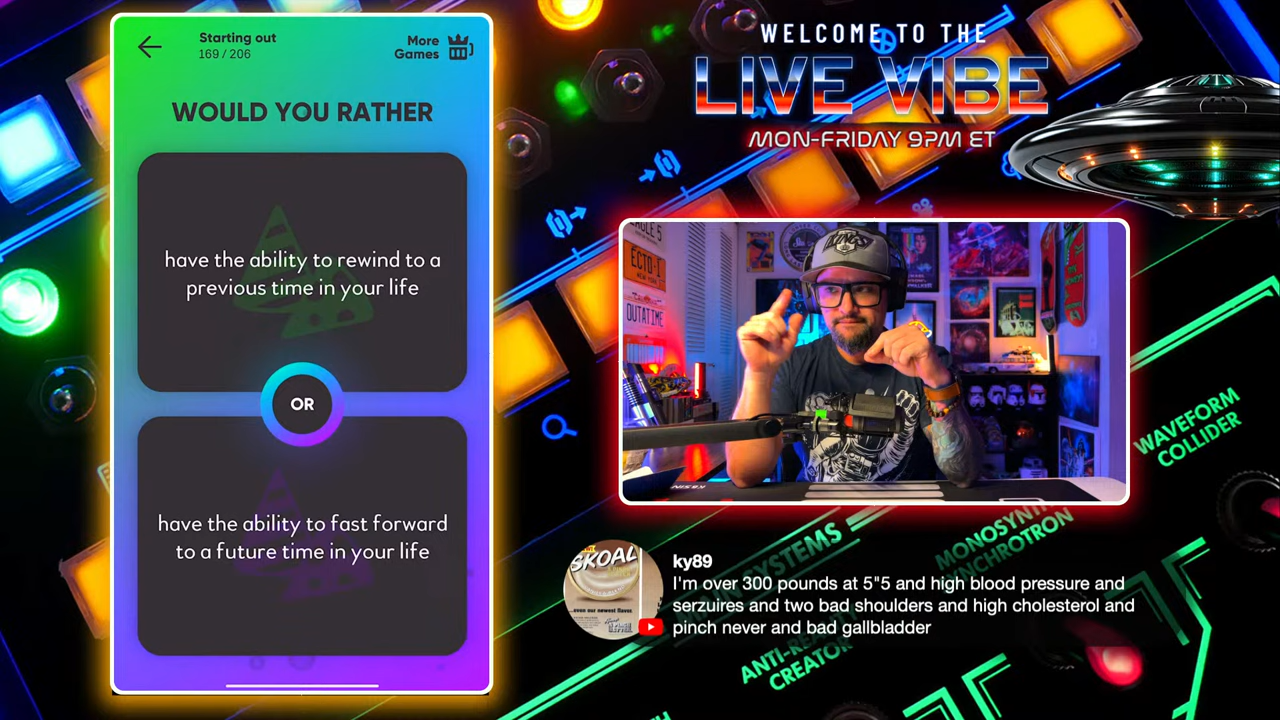 Starting out
169 / 206
More
Games
WOULD YOU RATHER
have the ability to rewind to a
previous time in your life
OR
have the ability to fast forward
to a future time in your life
WELCOME TO THE
LIVE VIBE
MON-FRIDAY 9PM ET
ECTO-1
OUTATIME
KINGS
SKOAL
ky89
I'm over 300 pounds at 5"5 and high blood pressure and
serzuires and two bad shoulders and high cholesterol and
pinch never and bad gallbladder
WAVEFORM
COLLIDER
SYSTEMS